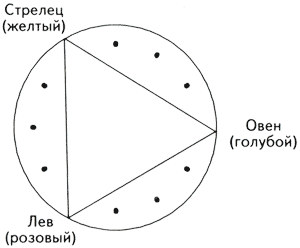 Стрелец
(желтый)
Овен
(голубой)
Лев
(розовый)